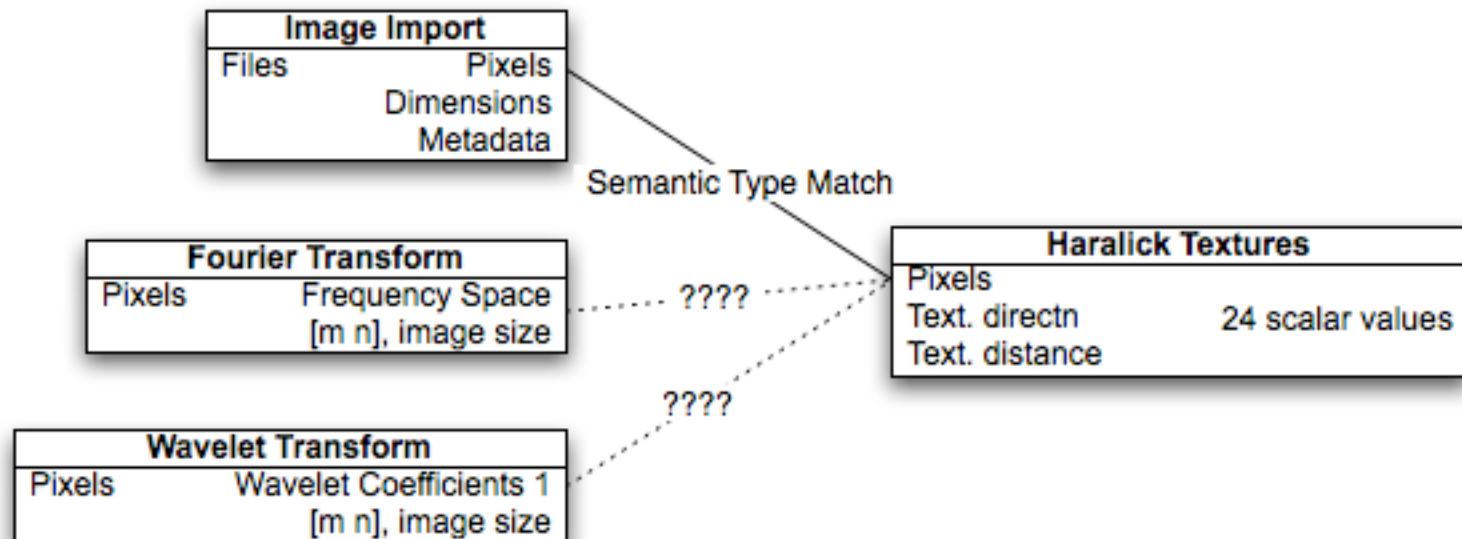 Image Import
Files Pixels
Dimensions
Metadata
Semantic Type Match
Fourier Transform
Pixels Frequency Space
[m n], image size
????
Haralick Textures
Pixels
Text. directn 24 scalar values
Text. distance
????
Wavelet Transform
Pixels Wavelet Coefficients 1
[m n], image size